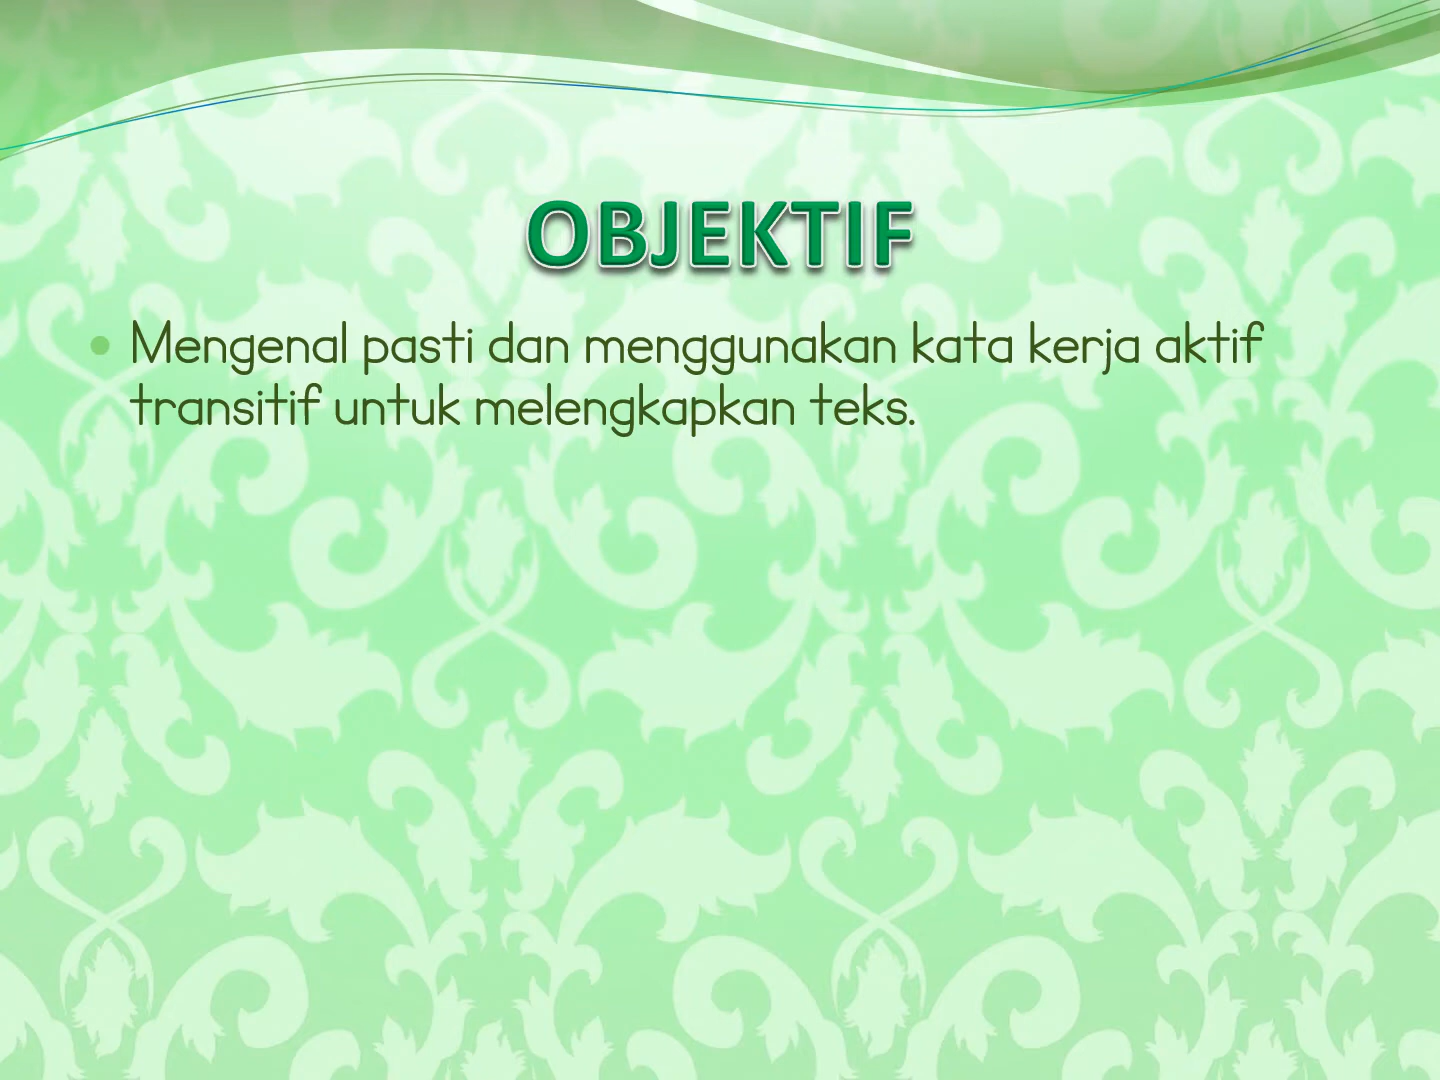 OBJEKTIF
• Mengenal pasti dan menggunakan kata kerja aktif
transitif untuk melengkapkan teks.